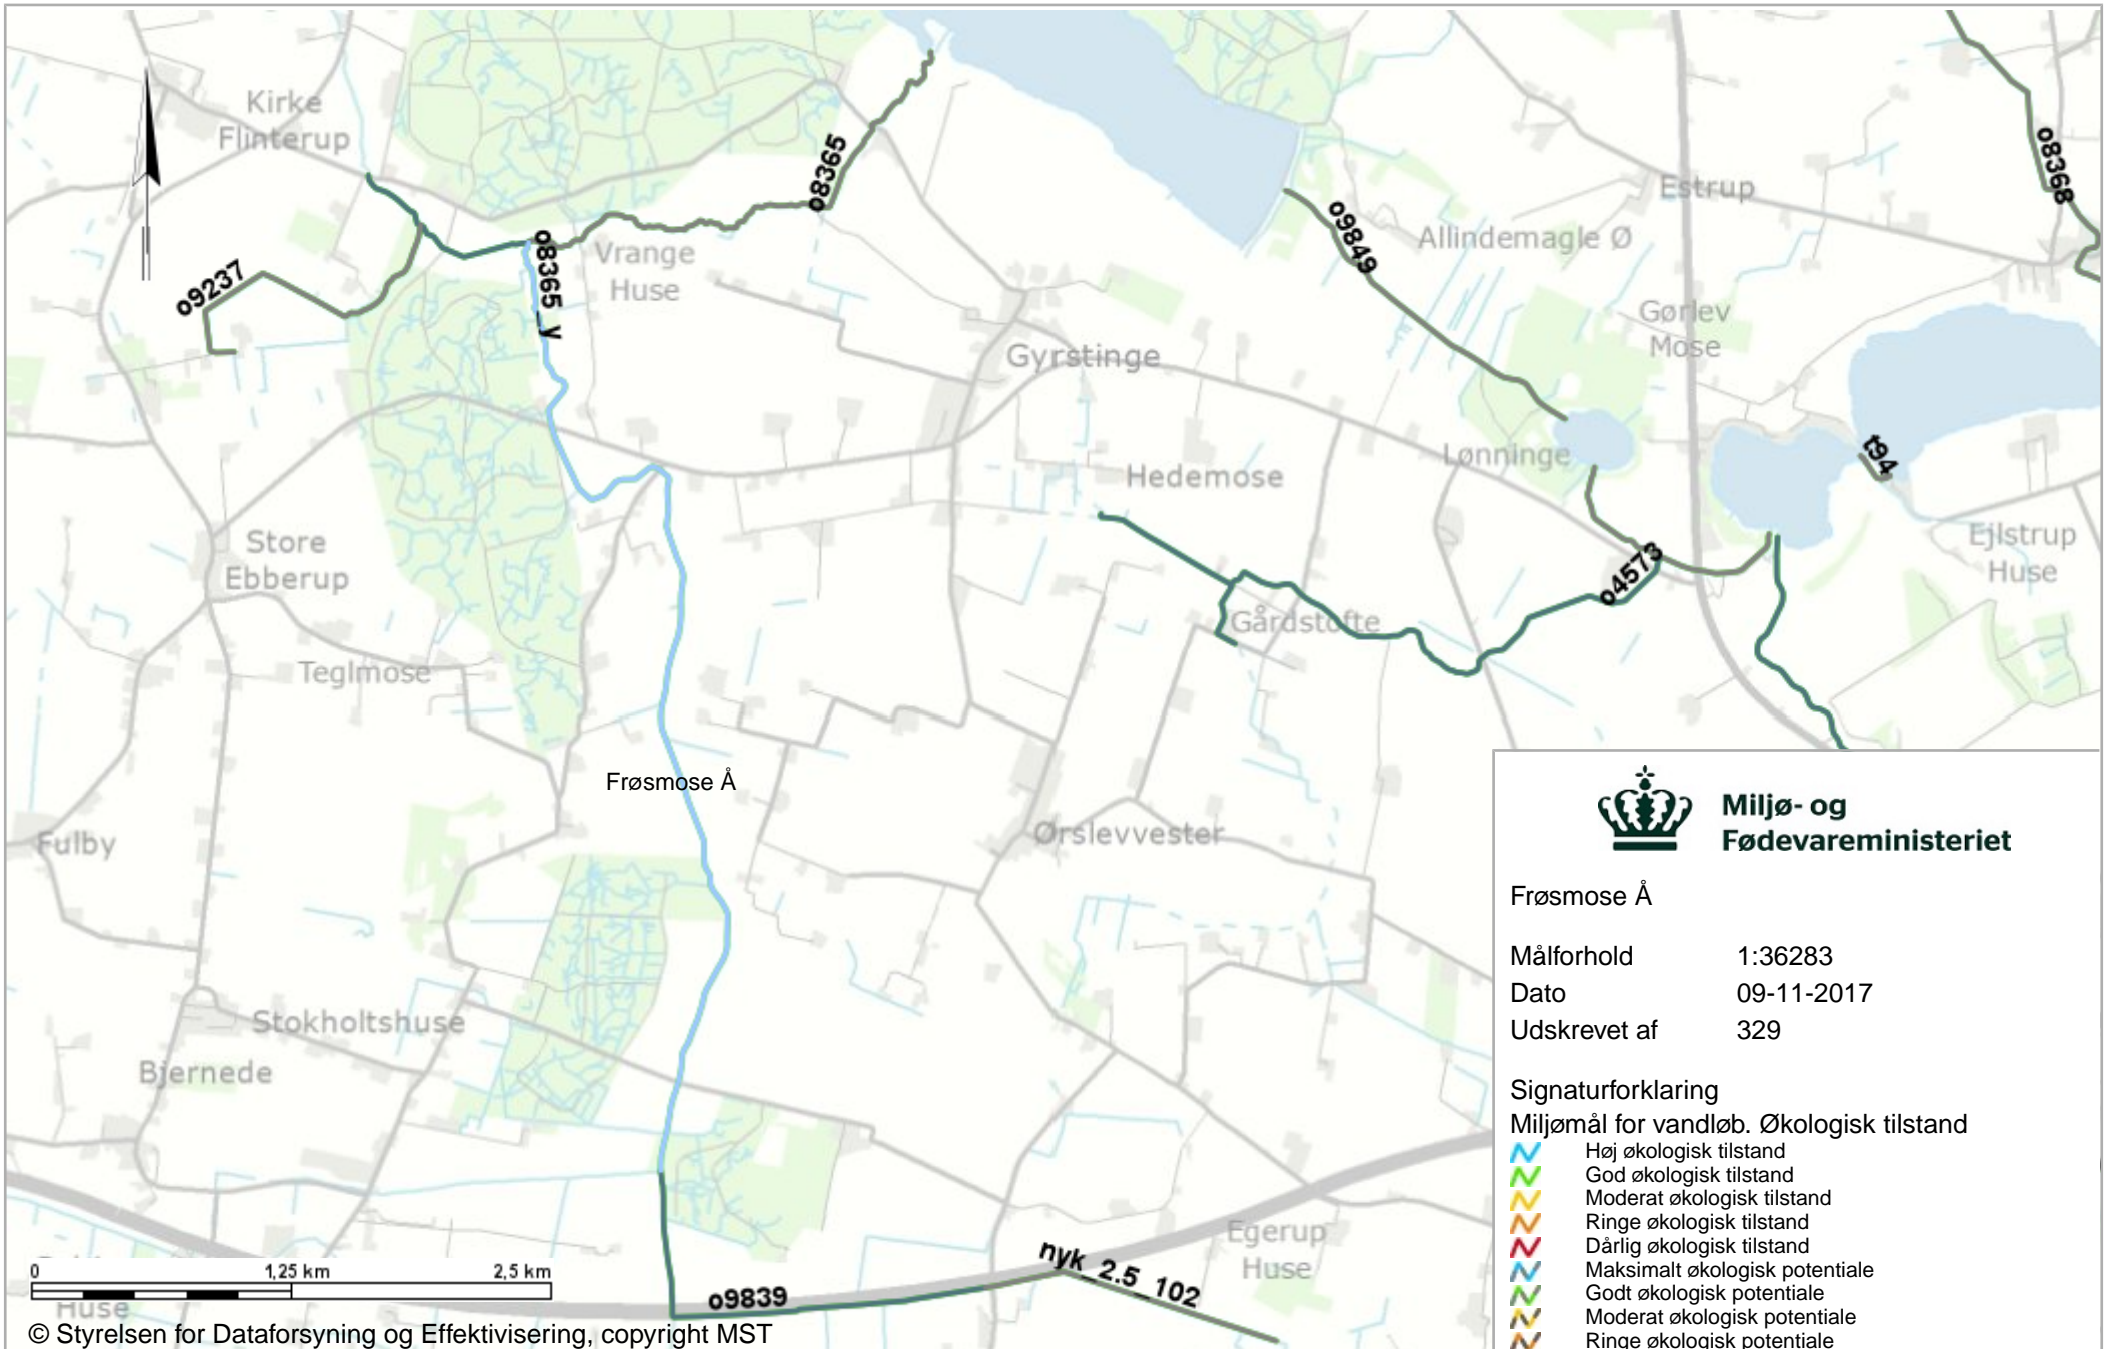 Kirke
Flinterup
o8365
o8368
Estrup
o9849
Allindemagle Ø
Vrange
Huse
o8365_y
o9237
Gørlev
Mose
Gyrstinge
Lønninge
t94
Hedemose
Ejlstrup
Huse
Store
Ebberup
o4573
Gårdstofte
Teglmose
Frøsmose Å
Ørslevvester
Fulby
Stokholtshuse
Bjernede
Egerup
Huse
nyk_2.5_102
o9839
0 1,25 km 2,5 km
Huse
© Styrelsen for Dataforsyning og Effektivisering, copyright MST
Miljø- og
Fødevareministeriet
Frøsmose Å
Målforhold 1:36283
Dato 09-11-2017
Udskrevet af 329
Signaturforklaring
Miljømål for vandløb. Økologisk tilstand
Høj økologisk tilstand
God økologisk tilstand
Moderat økologisk tilstand
Ringe økologisk tilstand
Dårlig økologisk tilstand
Maksimalt økologisk potentiale
Godt økologisk potentiale
Moderat økologisk potentiale
Ringe økologisk potentiale